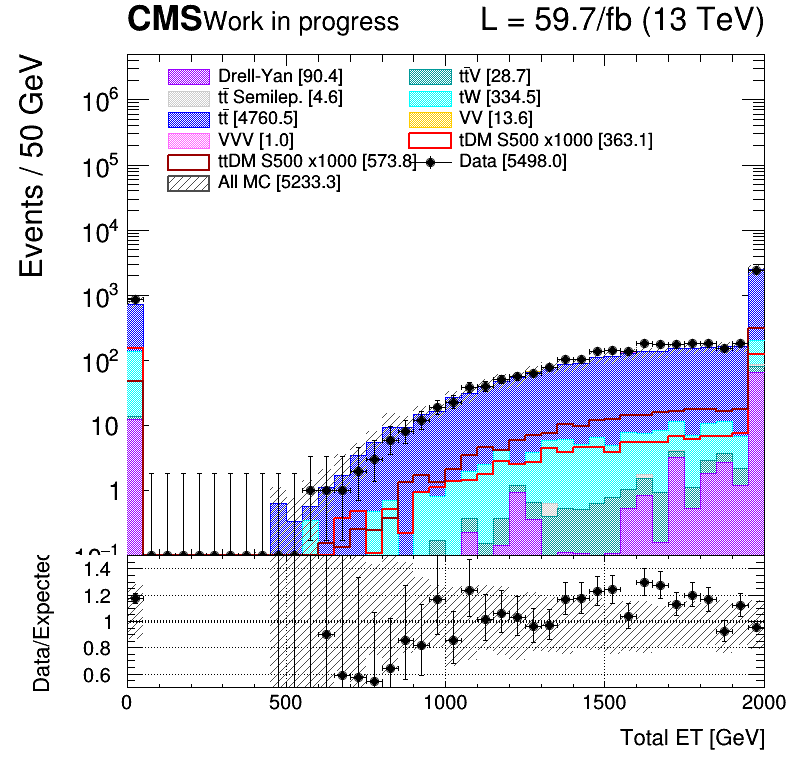 CMS Work in progress L = 59.7/fb (13 TeV)
Events / 50 GeV
10⁶
10⁵
10⁴
10³
10²
10
1
10⁻¹
Drell-Yan [90.4]
tt̄V [28.7]
tt̄ Semilep. [4.6]
tW [334.5]
tt̄ [4760.5]
VV [13.6]
VVV [1.0]
tDM S500 x1000 [363.1]
ttDM S500 x1000 [573.8]
Data [5498.0]
All MC [5233.3]
Data/Expected
1.4
1.2
1
0.8
0.6
0 500 1000 1500 2000
Total ET [GeV]